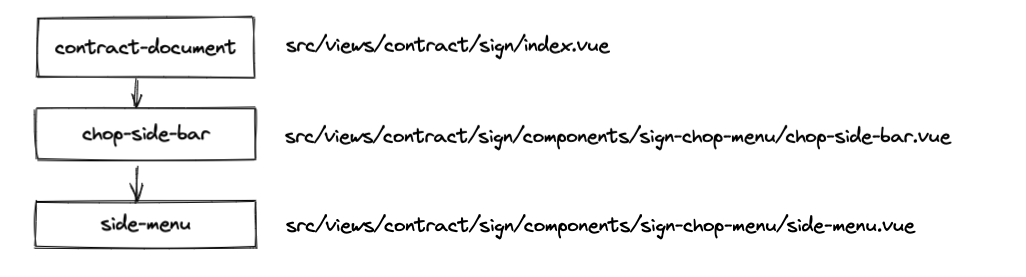 contract-document src/views/contract/sign/index.vue
chop-side-bar src/views/contract/sign/components/sign-chop-menu/chop-side-bar.vue
side-menu src/views/contract/sign/components/sign-chop-menu/side-menu.vue